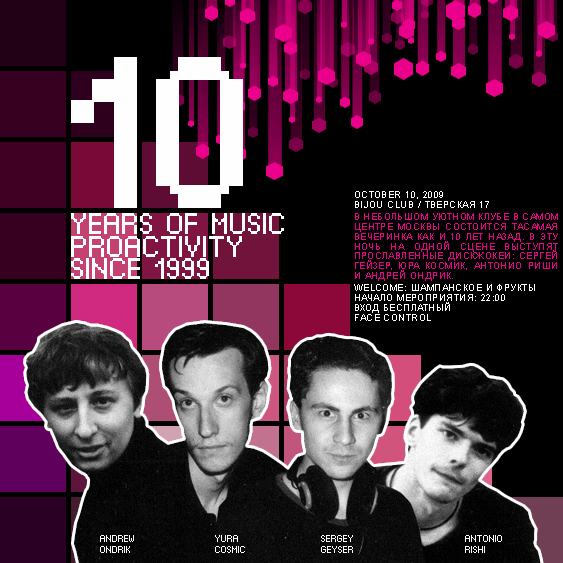 10
YEARS OF MUSIC
PROACTIVITY
SINCE 1999
OCTOBER 10, 2009
BIJOU CLUB / ТВЕРСКАЯ 17
В НЕБОЛЬШОМ УЮТНОМ КЛУБЕ В САМОМ
ЦЕНТРЕ МОСКВЫ СОСТОИТСЯ ТАСАМАЯ
ВЕЧЕРИНКА КАК И 10 ЛЕТ НАЗАД. В ЭТУ
НОЧЬ НА ОДНОЙ СЦЕНЕ ВЫСТУПЯТ
ПРОСЛАВЛЕННЫЕ ДИСКЖОКЕИ: СЕРГЕЙ
ГЕЙЗЕР, ЮРА КОСМИК, АНТОНИО РИШИ
И АНДРЕЙ ОНДРИК.
WELCOME: ШАМПАНСКОЕ И ФРУКТЫ
НАЧАЛО МЕРОПРИЯТИЯ: 22:00
ВХОД БЕСПЛАТНЫЙ
FACE CONTROL
ANDREW
ONDRIK
YURA
COSMIC
SERGEY
GEYSER
ANTONIO
RISHI